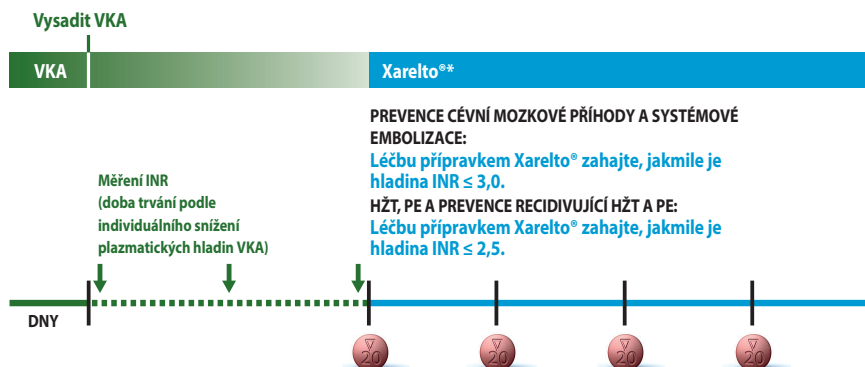 Vysadit VKA
VKA
Xarelto®*
PREVENCE CÉVNÍ MOZKOVÉ PŘÍHODY A SYSTÉMOVÉ
EMBOLIZACE:
Léčbu přípravkem Xarelto® zahajte, jakmile je
hladina INR ≤ 3,0.
HŽT, PE A PREVENCE RECIDIVUJÍCÍ HŽT A PE:
Léčbu přípravkem Xarelto® zahajte, jakmile je
hladina INR ≤ 2,5.
Měření INR
(doba trvání podle
individuálního snížení
plazmatických hladin VKA)
DNY
20
20
20
20